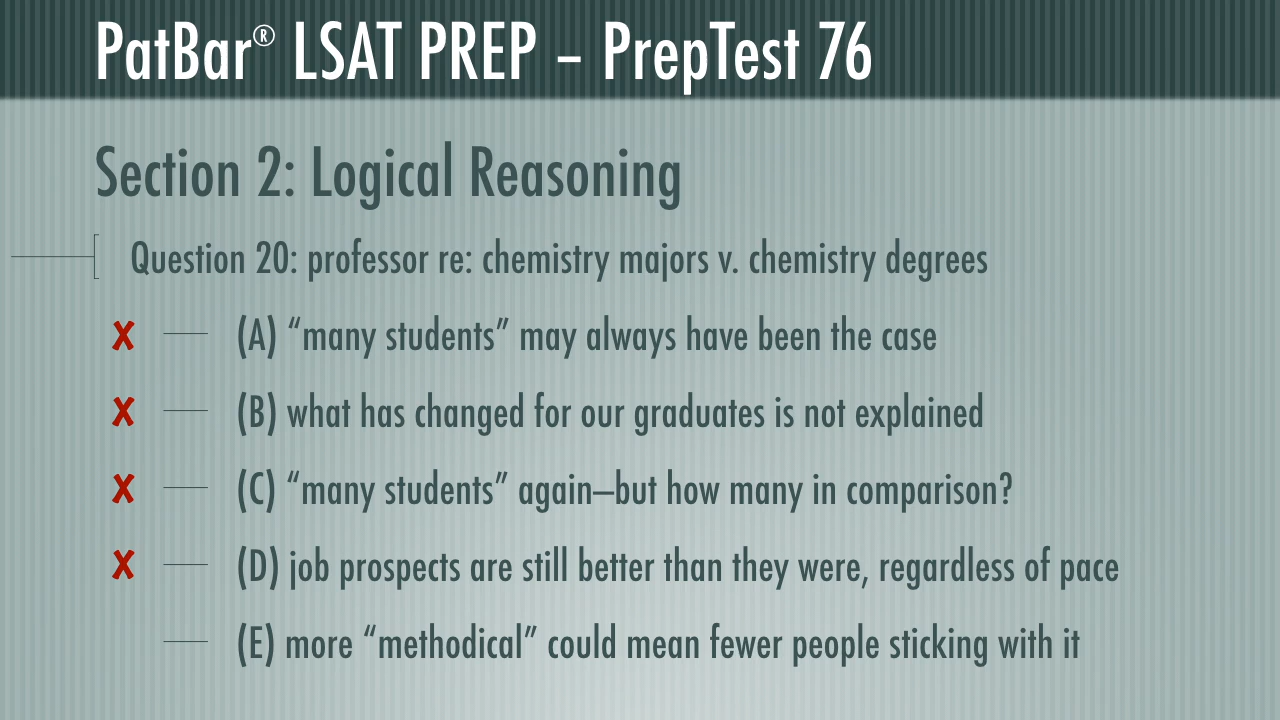 PatBar® LSAT PREP – PrepTest 76
Section 2: Logical Reasoning
Question 20: professor re: chemistry majors v. chemistry degrees
✘ (A) “many students” may always have been the case
✘ (B) what has changed for our graduates is not explained
✘ (C) “many students” again—but how many in comparison?
✘ (D) job prospects are still better than they were, regardless of pace
(E) more “methodical” could mean fewer people sticking with it